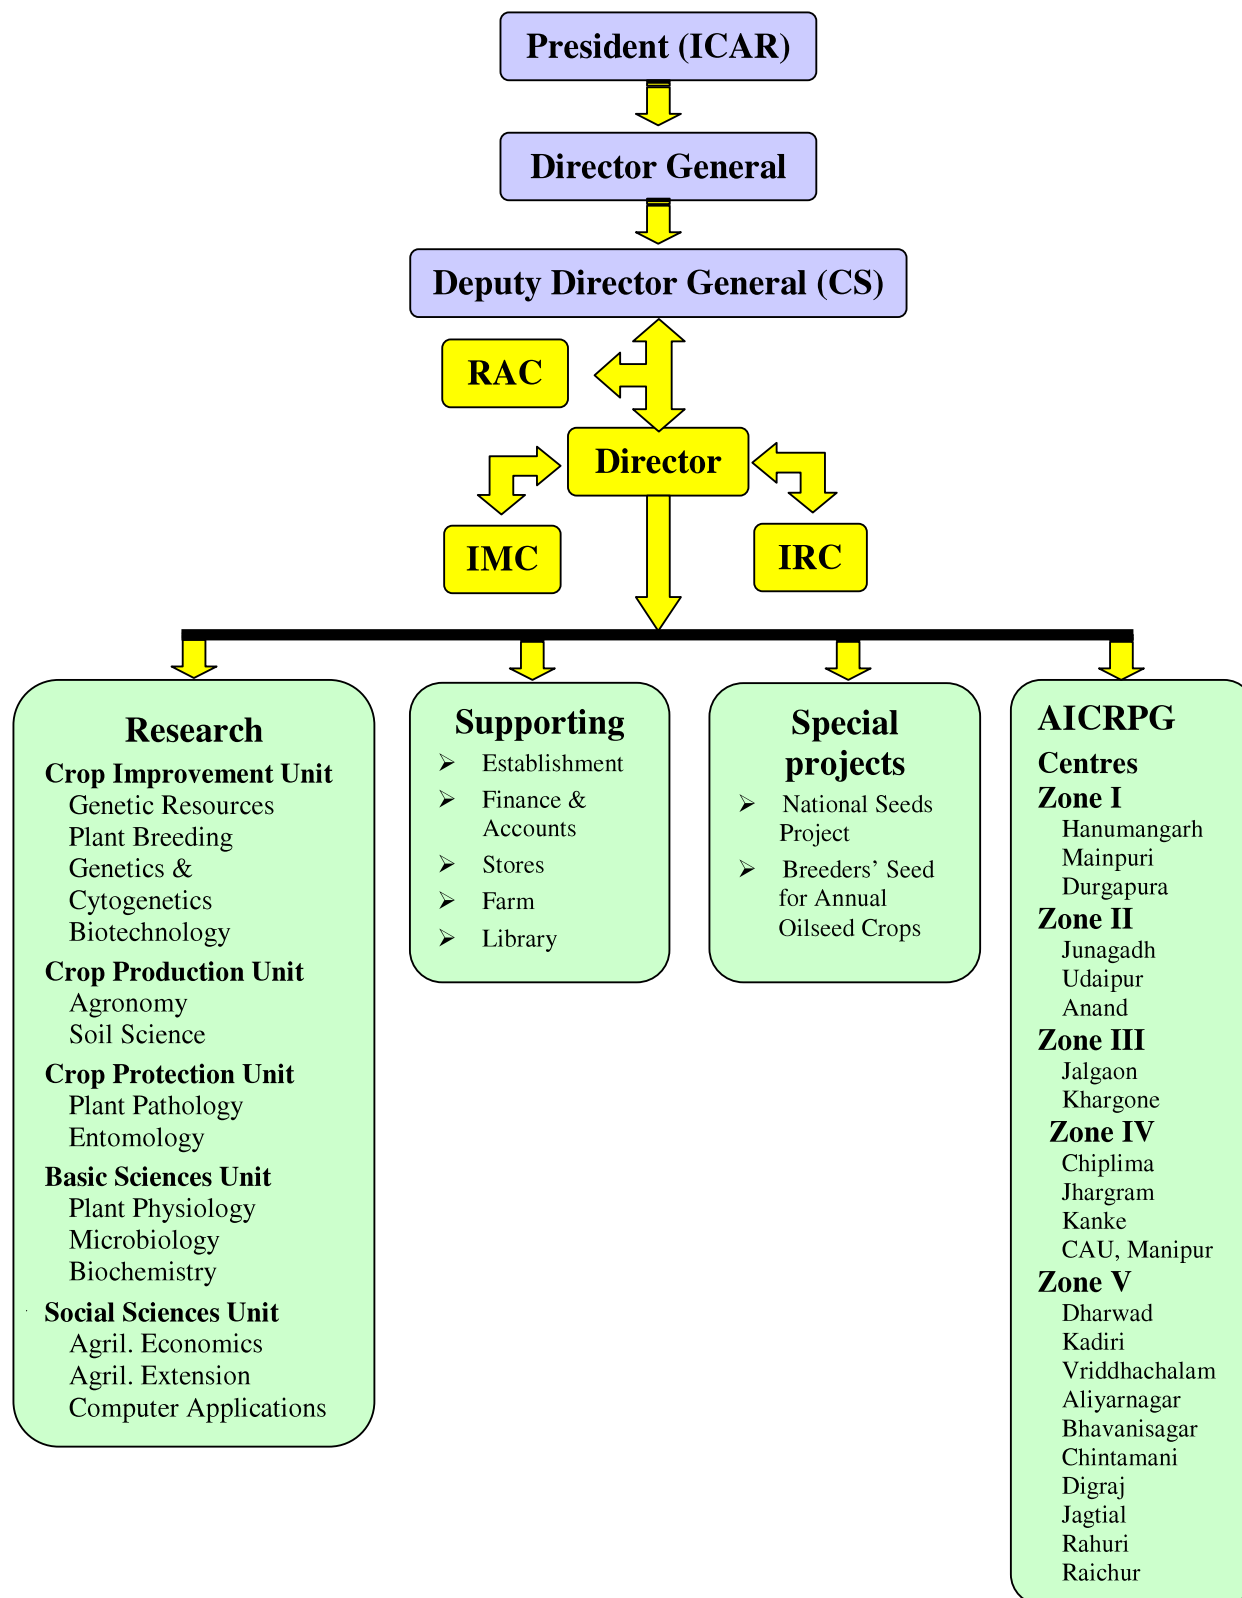 President (ICAR)
Director General
Deputy Director General (CS)
RAC
Director
IMC
IRC
Research
Crop Improvement Unit
Genetic Resources
Plant Breeding
Genetics &
Cytogenetics
Biotechnology
Crop Production Unit
Agronomy
Soil Science
Crop Protection Unit
Plant Pathology
Entomology
Basic Sciences Unit
Plant Physiology
Microbiology
Biochemistry
Social Sciences Unit
Agril. Economics
Agril. Extension
Computer Applications
Supporting
➢ Establishment
➢ Finance &
Accounts
➢ Stores
➢ Farm
➢ Library
Special
projects
➢ National Seeds
Project
➢ Breeders’ Seed
for Annual
Oilseed Crops
AICRPG
Centres
Zone I
Hanumangarh
Mainpuri
Durgapura
Zone II
Junagadh
Udaipur
Anand
Zone III
Jalgaon
Khargone
Zone IV
Chiplima
Jhargram
Kanke
CAU, Manipur
Zone V
Dharwad
Kadiri
Vriddhachalam
Aliyarnagar
Bhavanisagar
Chintamani
Digraj
Jagtial
Rahuri
Raichur